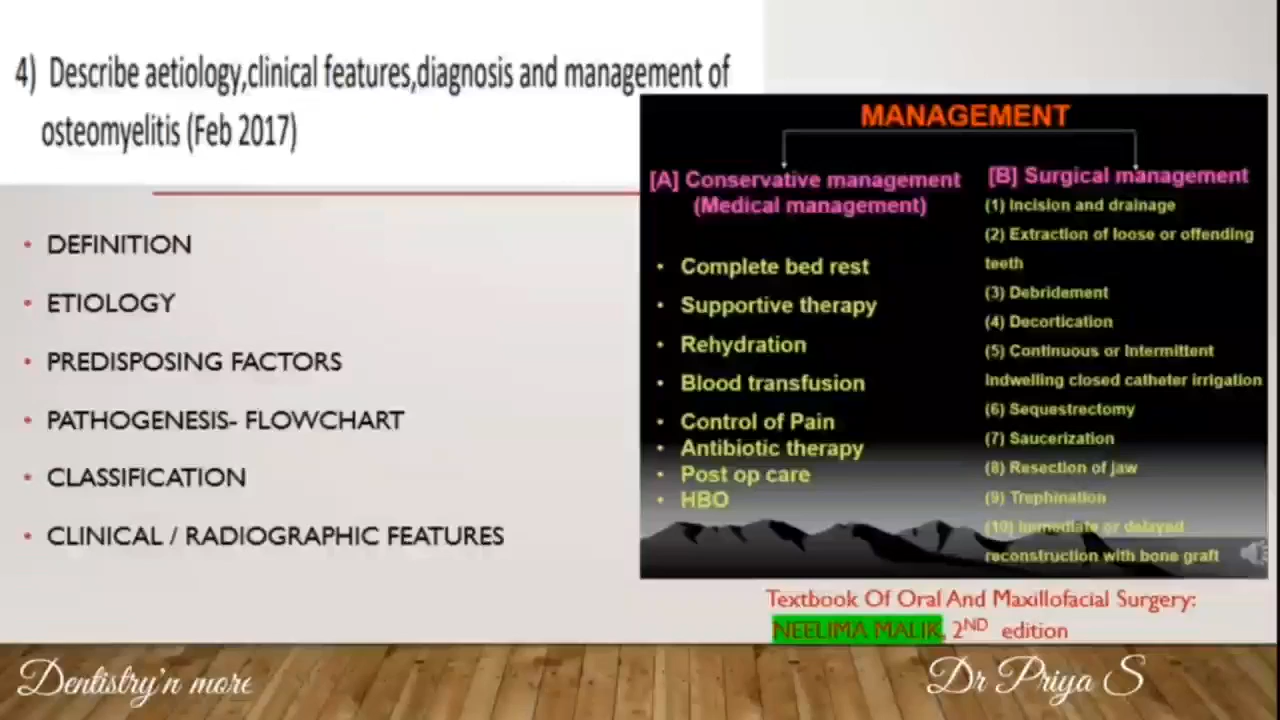 4) Describe aetiology,clinical features,diagnosis and management of
osteomyelitis (Feb 2017)
• DEFINITION
• ETIOLOGY
• PREDISPOSING FACTORS
• PATHOGENESIS- FLOWCHART
• CLASSIFICATION
• CLINICAL / RADIOGRAPHIC FEATURES
MANAGEMENT
[A] Conservative management
(Medical management)
• Complete bed rest
• Supportive therapy
• Rehydration
• Blood transfusion
• Control of Pain
• Antibiotic therapy
• Post op care
• HBO
[B] Surgical management
(1) Incision and drainage
(2) Extraction of loose or offending
teeth
(3) Debridement
(4) Decortication
(5) Continuous or Intermittent
Indwelling closed catheter irrigation
(6) Sequestrectomy
(7) Saucerization
(8) Resection of jaw
(9) Trephination
(10) Immediate or delayed
reconstruction with bone graft
Textbook Of Oral And Maxillofacial Surgery:
NEELIMA MALIK, 2ND edition
Dentistry'n more
Dr Priya S